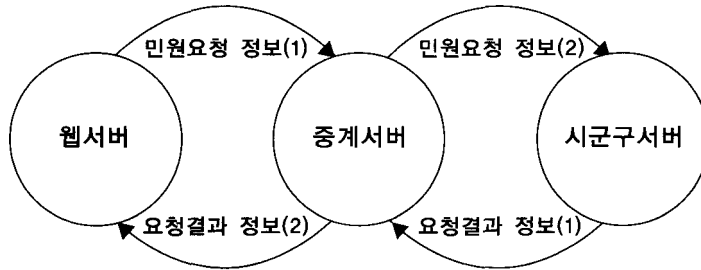 민원요청 정보(1)
민원요청 정보(2)
웹서버
중계서버
시군구서버
요청결과 정보(2)
요청결과 정보(1)